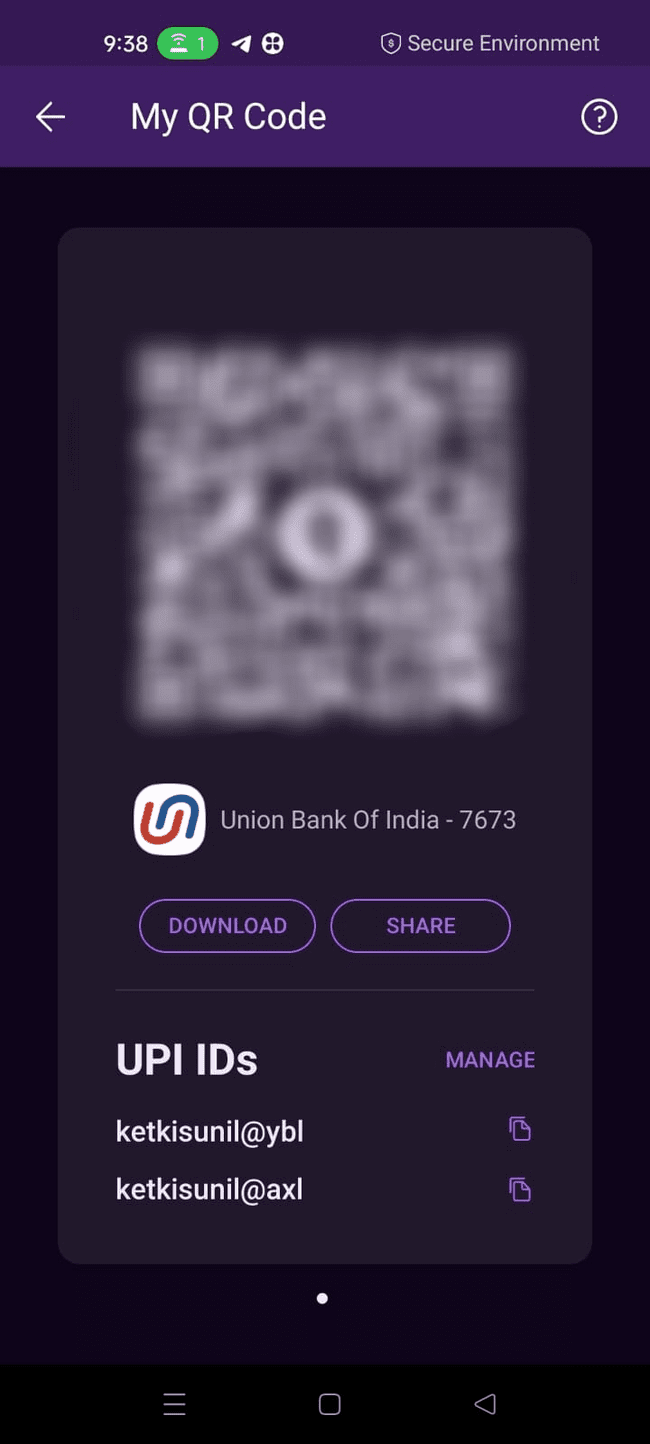 9:38 1 Secure Environment
My QR Code
Union Bank Of India - 7673
DOWNLOAD SHARE
UPI IDs MANAGE
ketkisunil@ybl
ketkisunil@axl